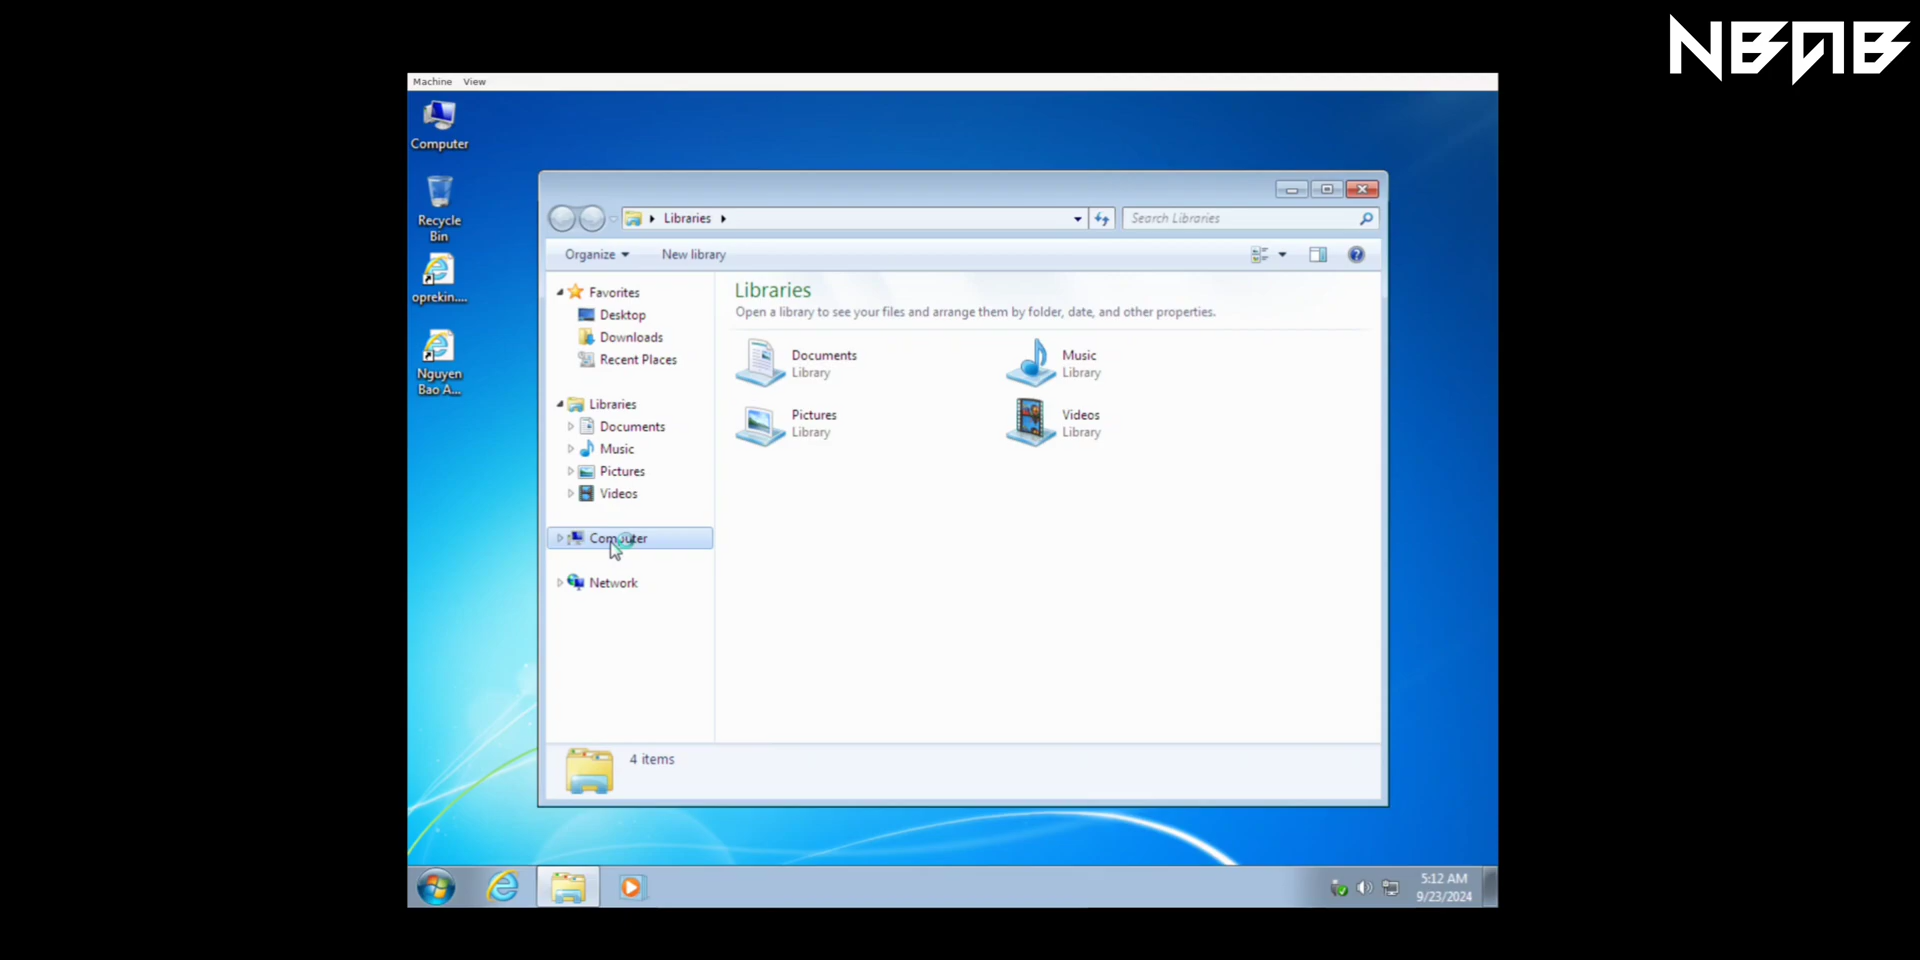 NBAB
Machine View
Computer
Recycle
Bin
oprekin....
Nguyen
Bao A...
Libraries
Search Libraries
Organize
New library
Favorites
Desktop
Downloads
Recent Places
Libraries
Documents
Music
Pictures
Videos
Computer
Network
Libraries
Open a library to see your files and arrange them by folder, date, and other properties.
Documents
Library
Music
Library
Pictures
Library
Videos
Library
4 items
5:12 AM
9/23/2024